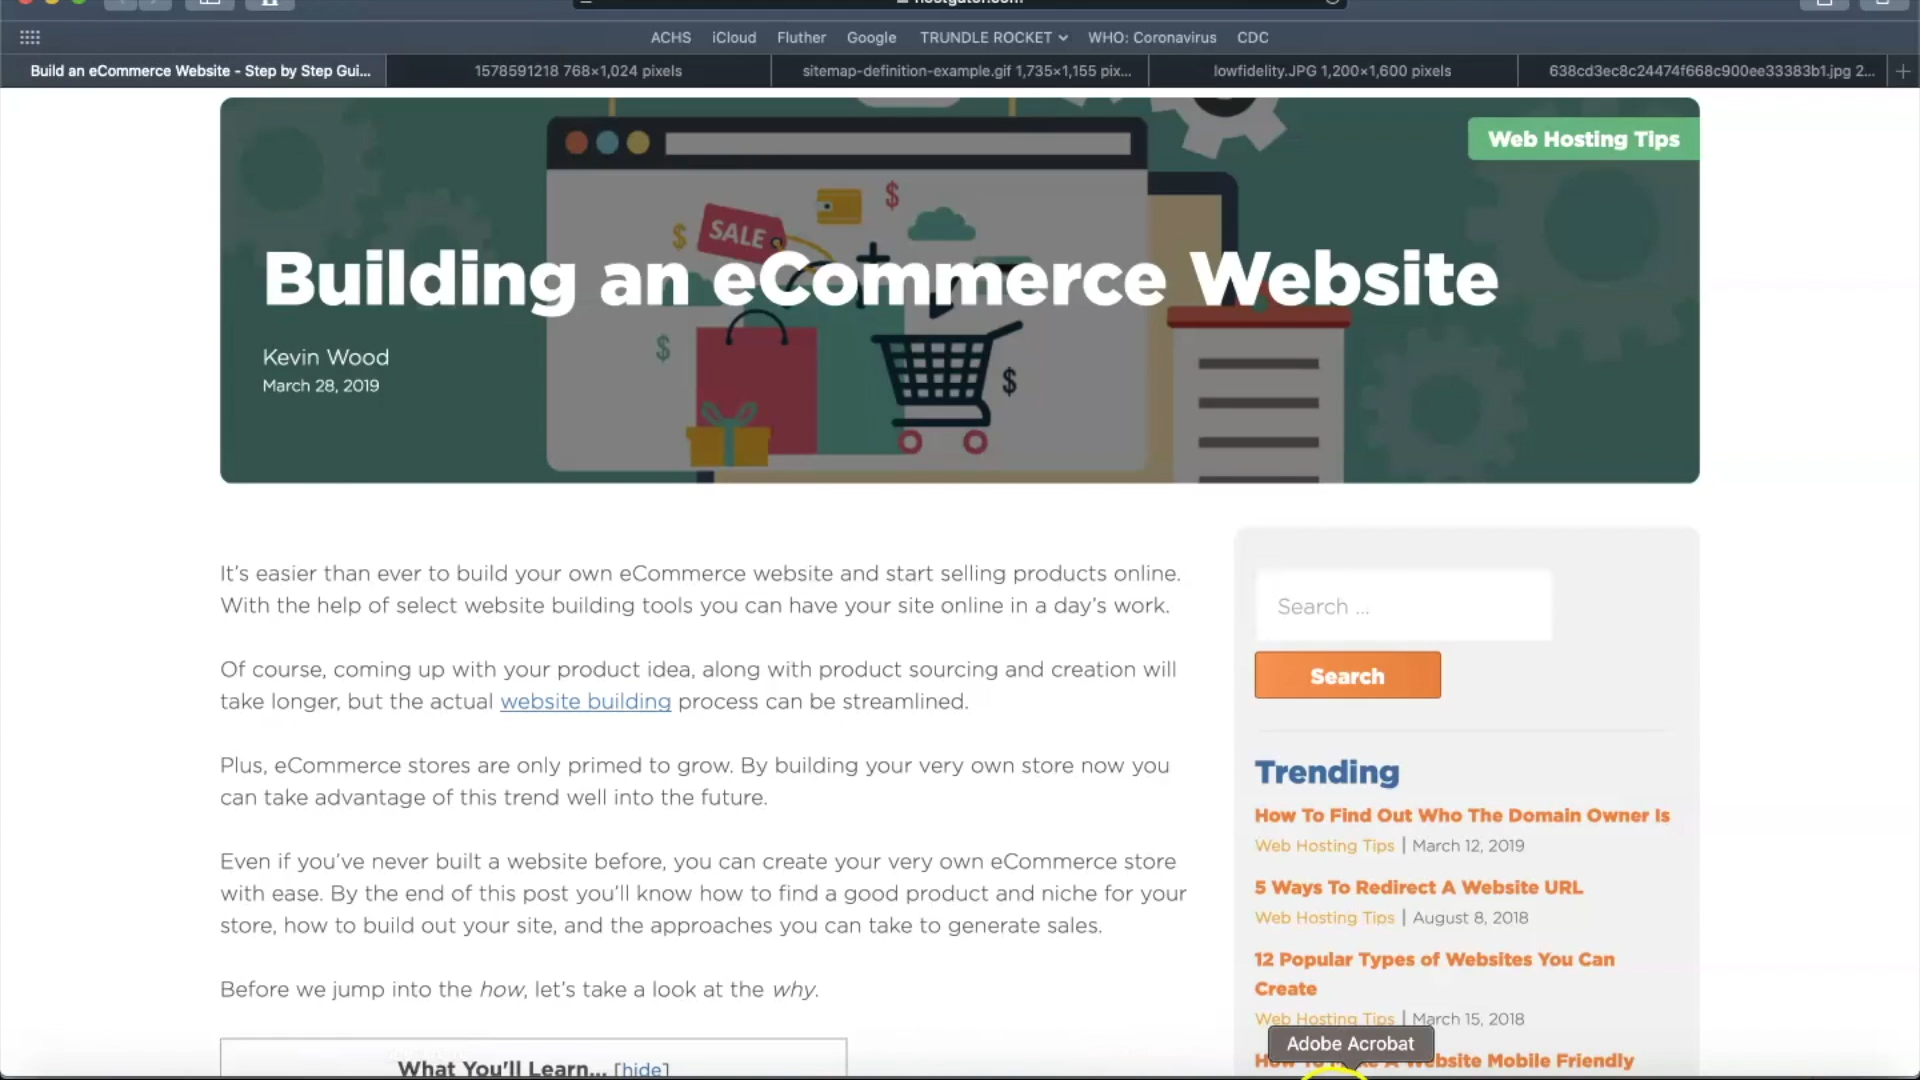 hostgator.com
ACHS iCloud Fluther Google TRUNDLE ROCKET WHO: Coronavirus CDC
Build an eCommerce Website - Step by Step Gui... 1578591218 768×1,024 pixels sitemap-definition-example.gif 1,735×1,155 pix... lowfidelity.JPG 1,200×1,600 pixels 638cd3ec8c24474f668c900ee33383b1.jpg 2...
Web Hosting Tips
SALE
Building an eCommerce Website
Kevin Wood
March 28, 2019
It's easier than ever to build your own eCommerce website and start selling products online.
With the help of select website building tools you can have your site online in a day's work.
Of course, coming up with your product idea, along with product sourcing and creation will
take longer, but the actual website building process can be streamlined.
Plus, eCommerce stores are only primed to grow. By building your very own store now you
can take advantage of this trend well into the future.
Even if you've never built a website before, you can create your very own eCommerce store
with ease. By the end of this post you'll know how to find a good product and niche for your
store, how to build out your site, and the approaches you can take to generate sales.
Before we jump into the how, let's take a look at the why.
What You'll Learn... [hide]
Search ...
Search
Trending
How To Find Out Who The Domain Owner Is
Web Hosting Tips | March 12, 2019
5 Ways To Redirect A Website URL
Web Hosting Tips | August 8, 2018
12 Popular Types of Websites You Can
Create
Web Hosting Tips | March 15, 2018
Adobe Acrobat
How To Make A Website Mobile Friendly